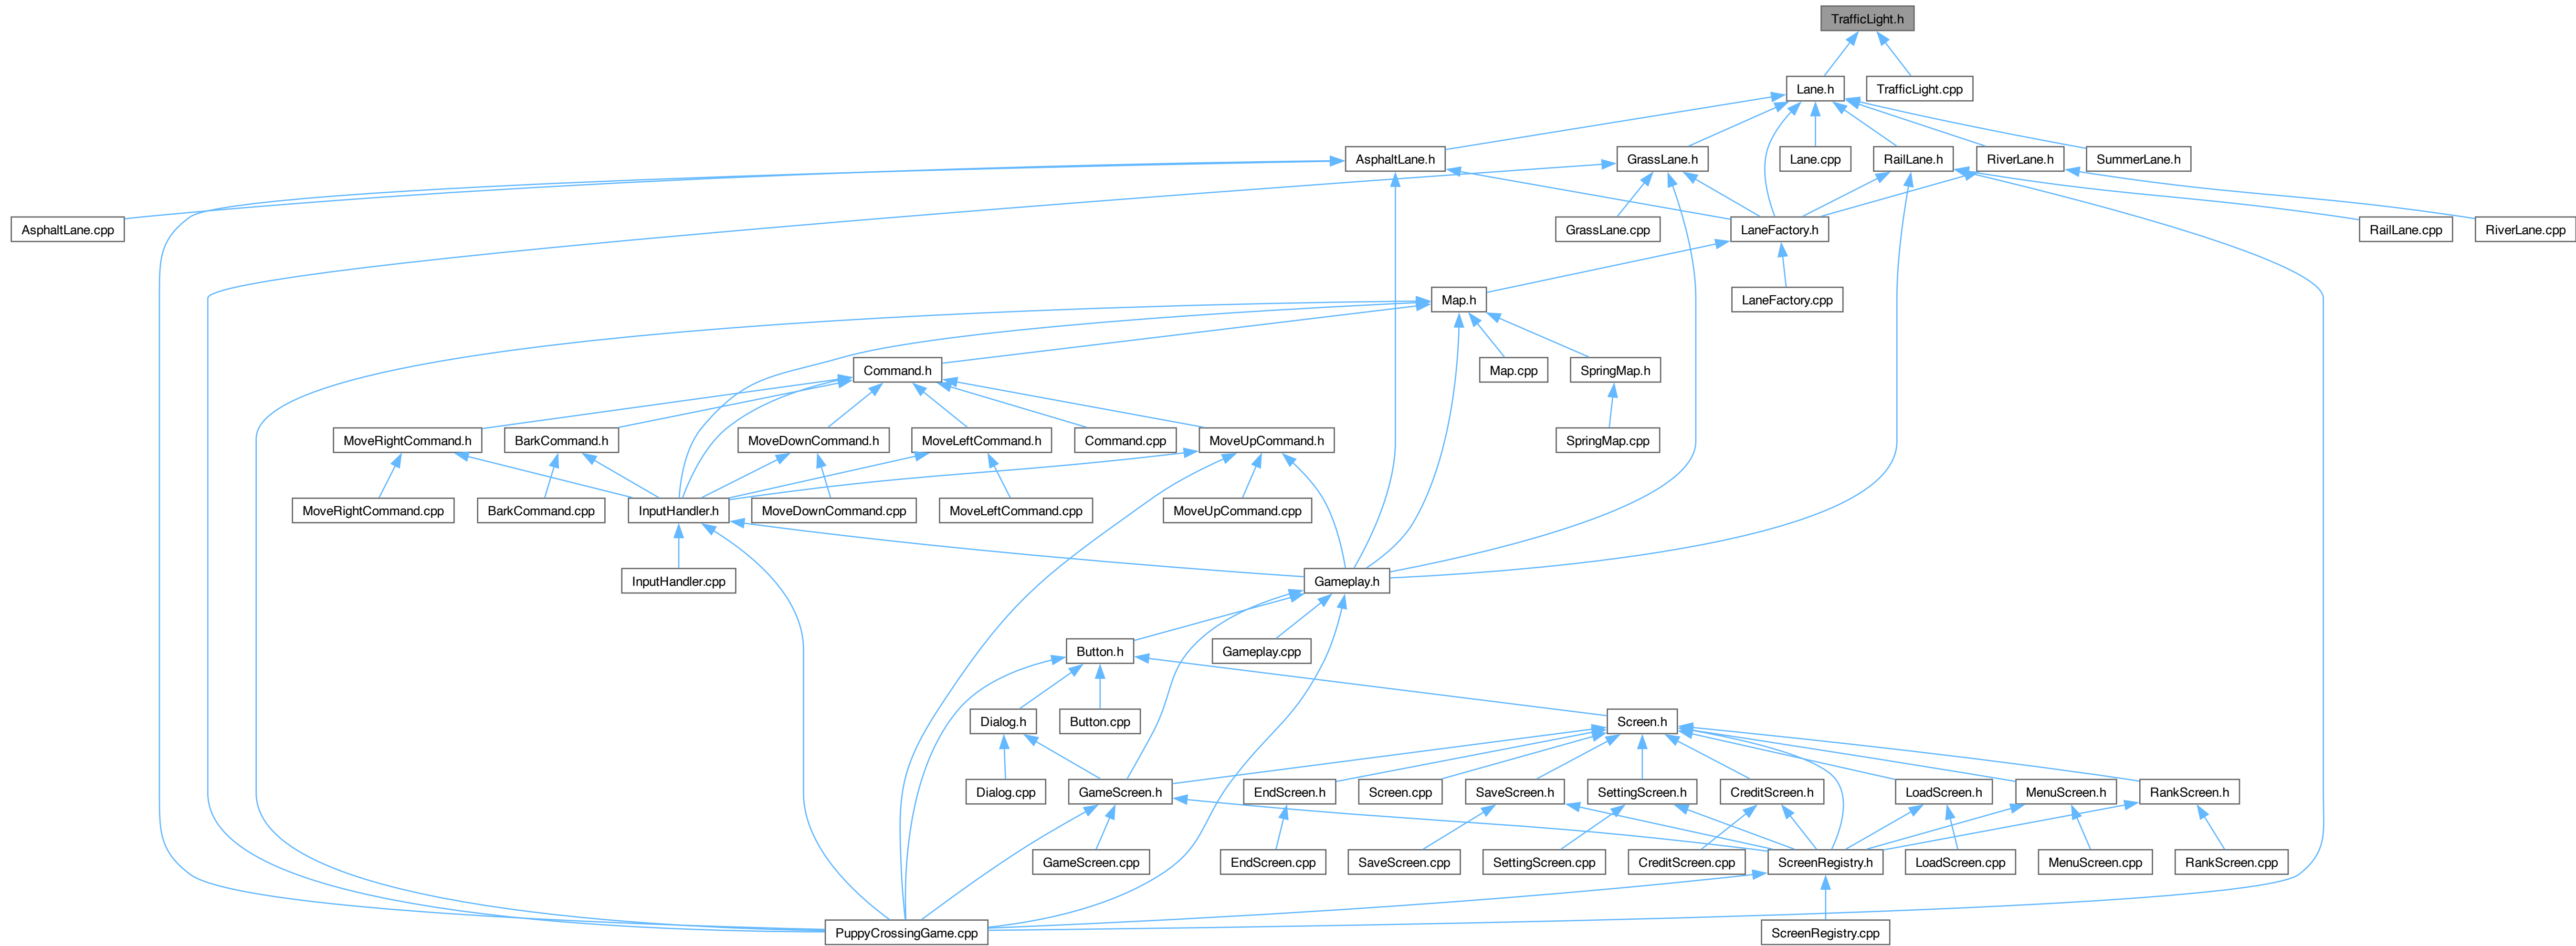 TrafficLight.h
Lane.h
TrafficLight.cpp
AsphaltLane.h
GrassLane.h
Lane.cpp
RailLane.h
RiverLane.h
SummerLane.h
AsphaltLane.cpp
GrassLane.cpp
LaneFactory.h
RailLane.cpp
RiverLane.cpp
Map.h
LaneFactory.cpp
Command.h
Map.cpp
SpringMap.h
MoveRightCommand.h
BarkCommand.h
MoveDownCommand.h
MoveLeftCommand.h
Command.cpp
MoveUpCommand.h
SpringMap.cpp
MoveRightCommand.cpp
BarkCommand.cpp
InputHandler.h
MoveDownCommand.cpp
MoveLeftCommand.cpp
MoveUpCommand.cpp
InputHandler.cpp
Gameplay.h
Button.h
Gameplay.cpp
Dialog.h
Button.cpp
Screen.h
Dialog.cpp
GameScreen.h
EndScreen.h
Screen.cpp
SaveScreen.h
SettingScreen.h
CreditScreen.h
LoadScreen.h
MenuScreen.h
RankScreen.h
GameScreen.cpp
EndScreen.cpp
SaveScreen.cpp
SettingScreen.cpp
CreditScreen.cpp
ScreenRegistry.h
LoadScreen.cpp
MenuScreen.cpp
RankScreen.cpp
PuppyCrossingGame.cpp
ScreenRegistry.cpp